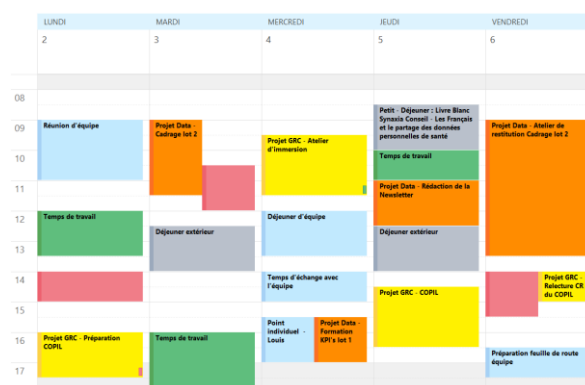 LUNDI MARDI MERCREDI JEUDI VENDREDI
2 3 4 5 6
08
Petit - Déjeuner : Livre Blanc
Synaxia Conseil - Les Français
et le partage des données
personnelles de santé
09
Réunion d'équipe
Projet Data -
Cadrage lot 2
Projet GRC - Atelier
d'immersion
Projet Data - Atelier de
restitution Cadrage lot 2
10
Temps de travail
11
Projet Data - Rédaction de la
Newsletter
12
Temps de travail
Déjeuner extérieur
Déjeuner d'équipe
Déjeuner extérieur
13
14
Temps d'échange avec
l'équipe
Projet GRC - COPIL
Projet GRC -
Relecture CR
du COPIL
15
Point
individuel -
Louis
Projet Data -
Formation
KPI's lot 1
16
Projet GRC - Préparation
COPIL
Temps de travail
Préparation feuille de route
équipe
17